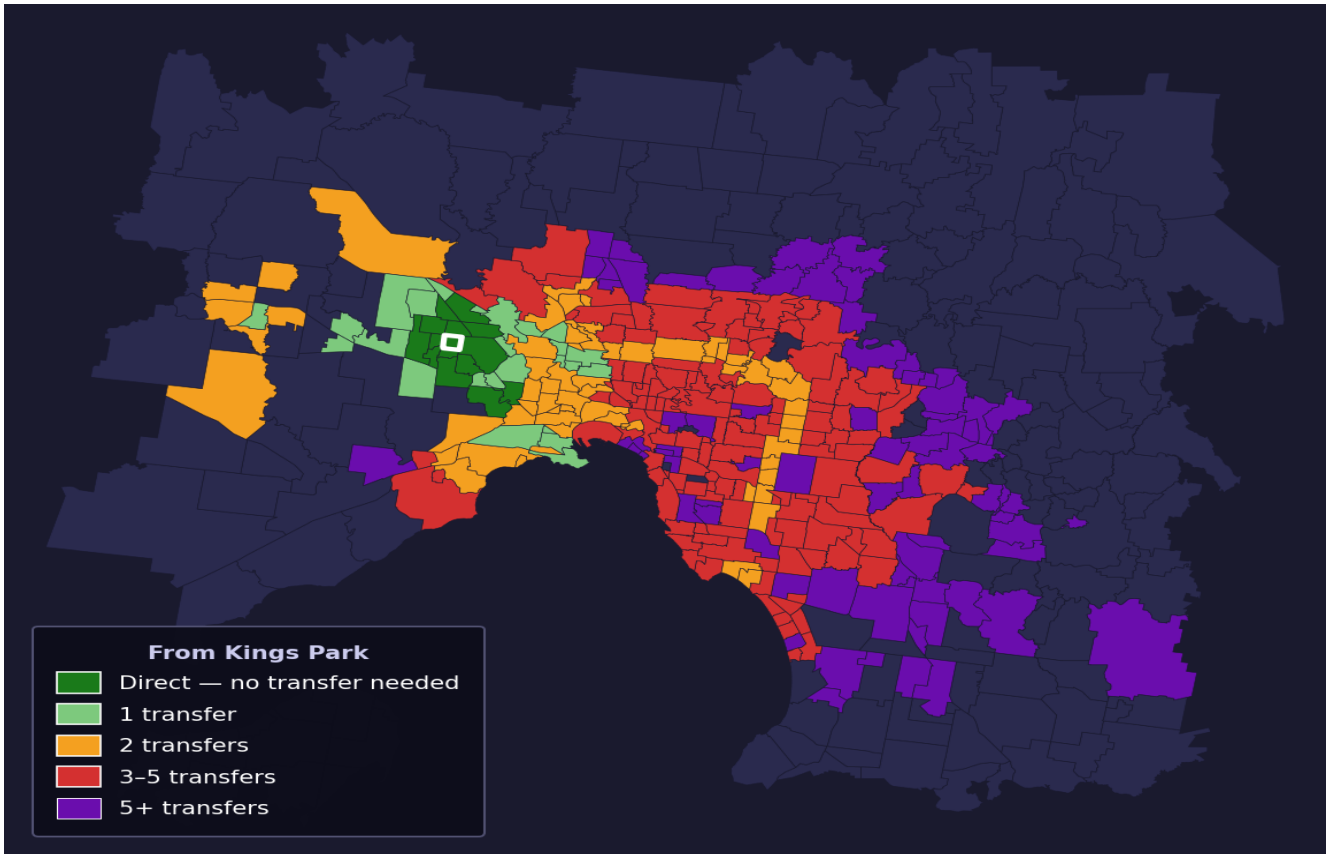 From Kings Park
Direct — no transfer needed
1 transfer
2 transfers
3–5 transfers
5+ transfers